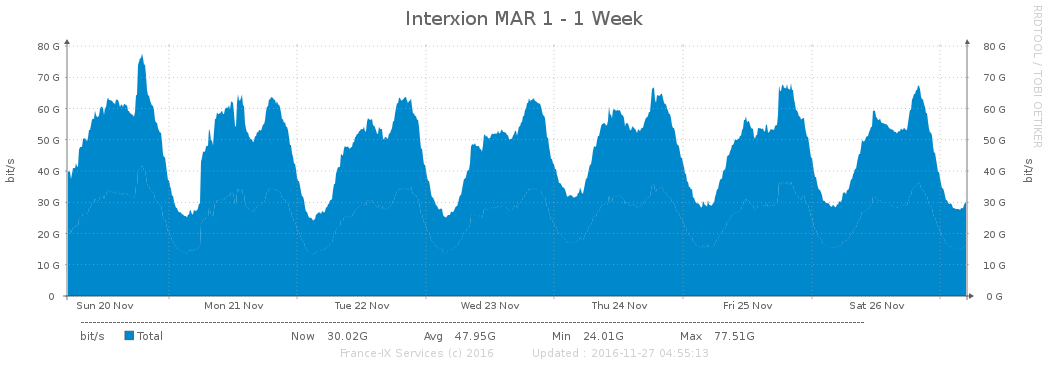 Interxion MAR 1 - 1 Week
RRDTOOL / TOBI OETIKER
bit/s
80 G
70 G
60 G
50 G
40 G
30 G
20 G
10 G
0
80 G
70 G
60 G
50 G
40 G
30 G
20 G
10 G
0 G
bit/s
Sun 20 Nov Mon 21 Nov Tue 22 Nov Wed 23 Nov Thu 24 Nov Fri 25 Nov Sat 26 Nov
bit/s Total Now 30.02G Avg 47.95G Min 24.01G Max 77.51G
France-IX Services (c) 2016 Updated : 2016-11-27 04:55:13